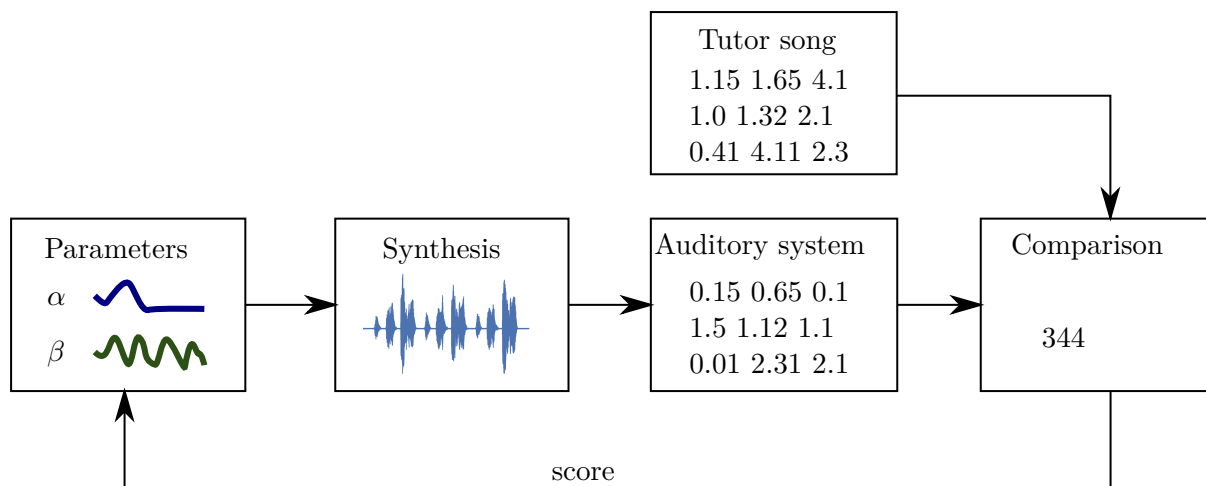 Tutor song
1.15 1.65 4.1
1.0 1.32 2.1
0.41 4.11 2.3
Parameters
α
β
Synthesis
Auditory system
0.15 0.65 0.1
1.5 1.12 1.1
0.01 2.31 2.1
Comparison
344
score